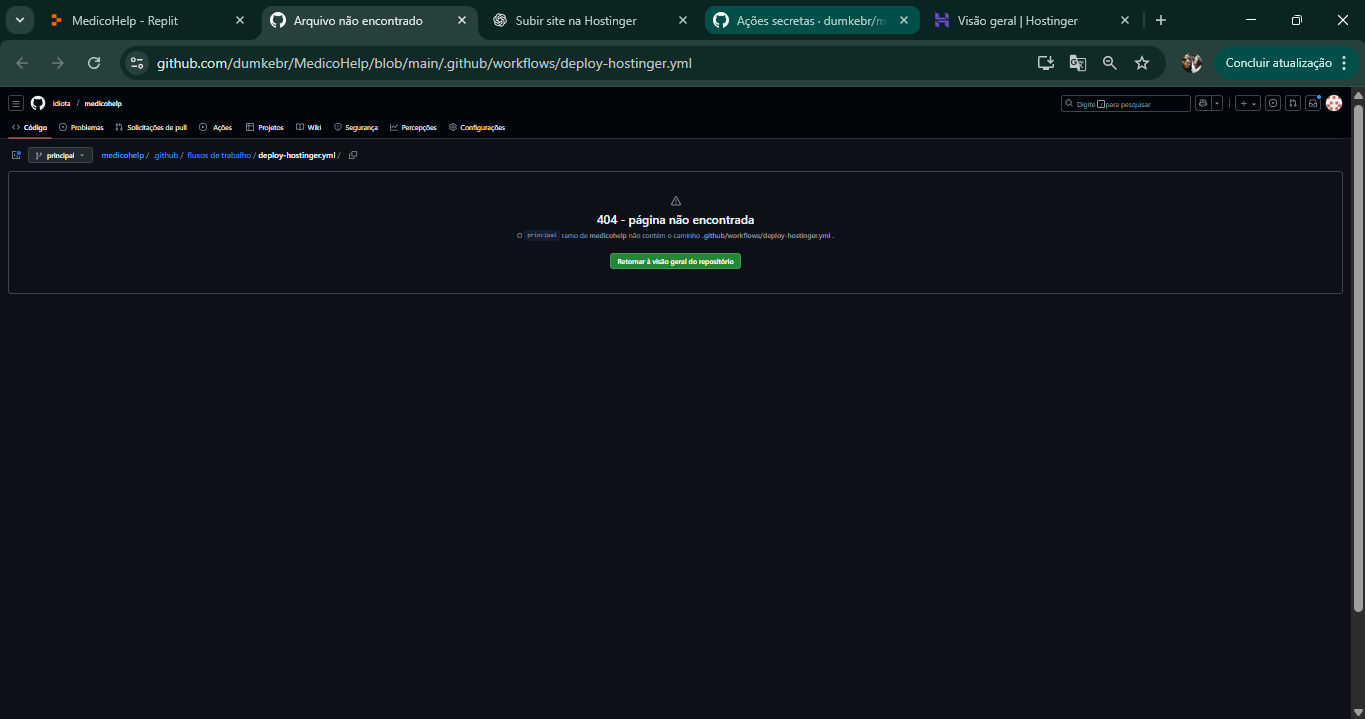 MedicoHelp - Replit
Arquivo não encontrado
Subir site na Hostinger
Ações secretas · dumkebr/m
Visão geral | Hostinger
github.com/dumkebr/MedicoHelp/blob/main/.github/workflows/deploy-hostinger.yml
Concluir atualização
idiota / medicohelp
Digite / para pesquisar
Código Problemas Solicitações de pull Ações Projetos Wiki Segurança Percepções Configurações
principal medicohelp / .github / fluxos de trabalho / deploy-hostinger.yml /
404 - página não encontrada
O principal ramo de medicohelp não contém o caminho .github/workflows/deploy-hostinger.yml .
Retornar à visão geral do repositório